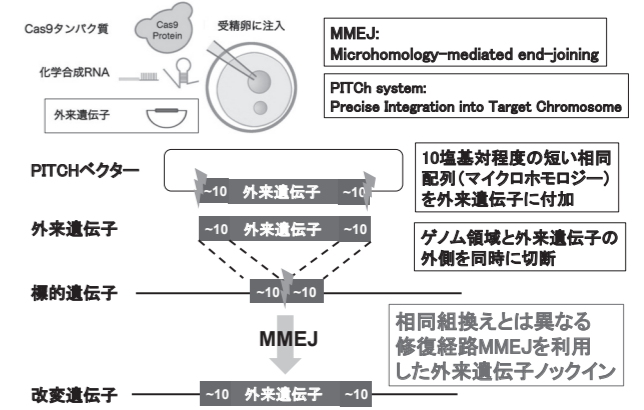 Cas9タンパク質
Cas9
Protein
受精卵に注入
化学合成RNA
外来遺伝子
MMEJ:
Microhomology-mediated end-joining
PITCh system:
Precise Integration into Target Chromosome
PITCHベクター
~10 外来遺伝子 ~10
10塩基対程度の短い相同
配列(マイクロホモロジー)
を外来遺伝子に付加
外来遺伝子
~10 外来遺伝子 ~10
ゲノム領域と外来遺伝子の
外側を同時に切断
標的遺伝子
~10 ~10
MMEJ
相同組換えとは異なる
修復経路MMEJを利用
した外来遺伝子ノックイン
改変遺伝子
~10 外来遺伝子 ~10